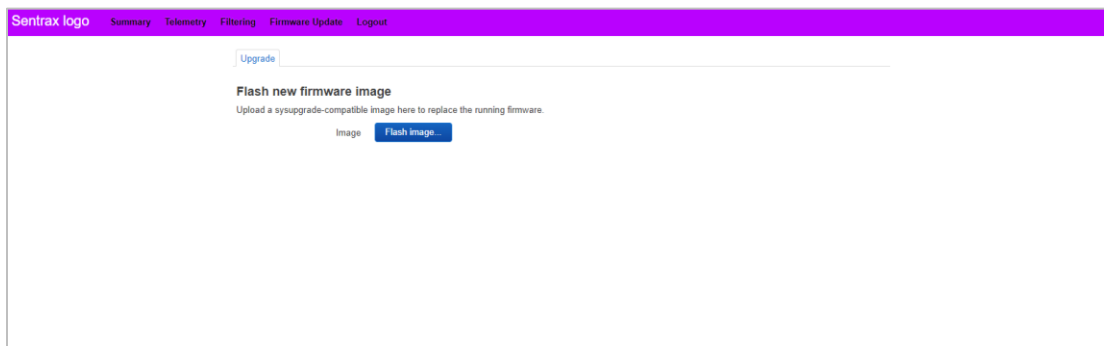 Sentrax logo Summary Telemetry Filtering Firmware Update Logout
Upgrade
Flash new firmware image
Upload a sysupgrade-compatible image here to replace the running firmware.
Image Flash image...